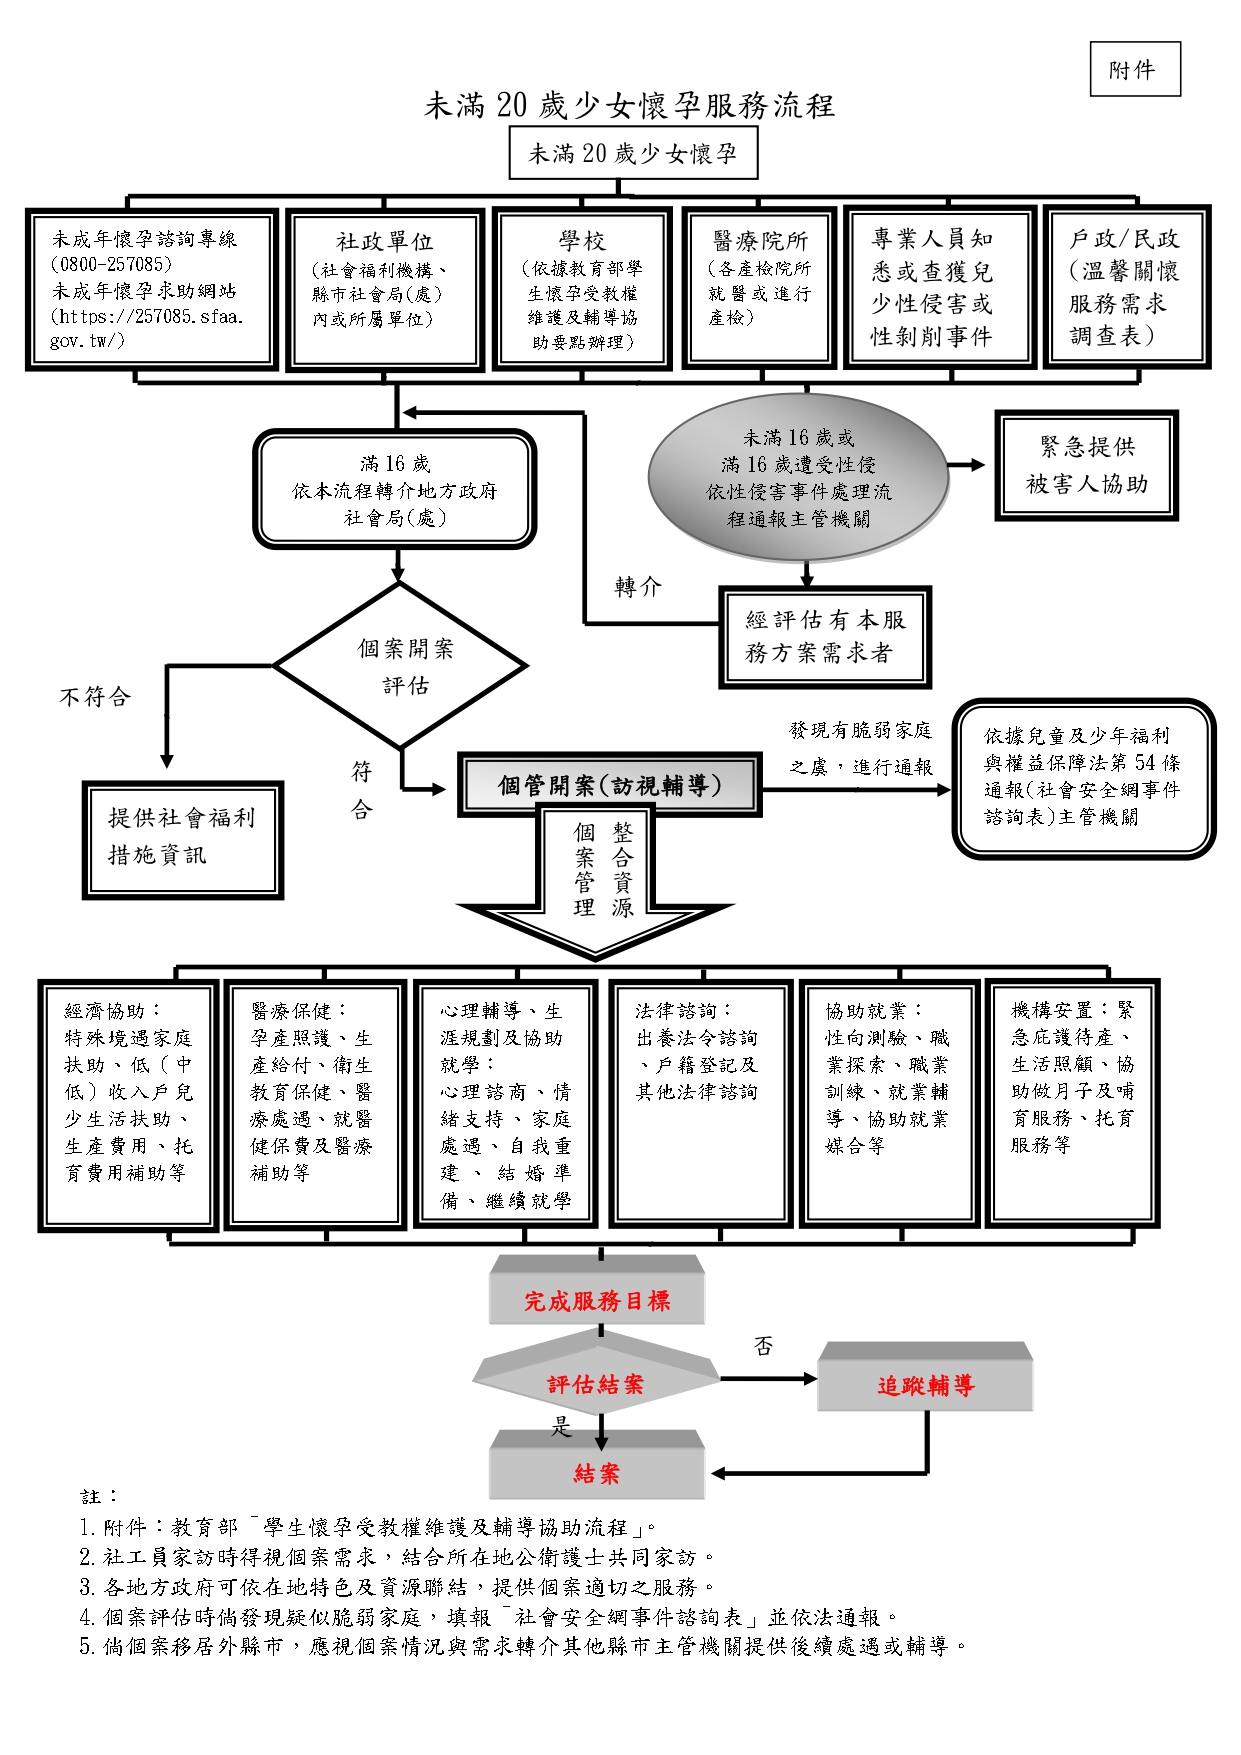 附件
未滿 20 歲少女懷孕服務流程
未滿 20 歲少女懷孕
未成年懷孕諮詢專線
(0800-257085)
未成年懷孕求助網站
(https://257085.sfaa.
gov.tw/)
社政單位
(社會福利機構、
縣市社會局(處)
內或所屬單位)
學校
(依據教育部學
生懷孕受教權
維護及輔導協
助要點辦理)
醫療院所
(各產檢院所
就醫或進行
產檢)
專業人員知
悉或查獲兒
少性侵害或
性剝削事件
戶政/民政
(溫馨關懷
服務需求
調查表)
滿 16 歲
依本流程轉介地方政府
社會局(處)
未滿 16 歲或
滿 16 歲遭受性侵
依性侵害事件處理流
程通報主管機關
緊急提供
被害人協助
轉介
經評估有本服
務方案需求者
個案開案
評估
不符合
提供社會福利
措施資訊
符
合
個管開案(訪視輔導)
發現有脆弱家庭
之虞，進行通報
依據兒童及少年福利
與權益保障法第 54 條
通報(社會安全網事件
諮詢表)主管機關
個案管理
整合資源
經濟協助：
特殊境遇家庭
扶助、低（中
低）收入戶兒
少生活扶助、
生產費用、托
育費用補助等
醫療保健：
孕產照護、生
產給付、衛生
教育保健、醫
療處遇、就醫
健保費及醫療
補助等
心理輔導、生
涯規劃及協助
就學：
心理諮商、情
緒支持、家庭
處遇、自我重
建、結婚準
備、繼續就學
法律諮詢：
出養法令諮詢
、戶籍登記及
其他法律諮詢
協助就業：
性向測驗、職
業探索、職業
訓練、就業輔
導、協助就業
媒合等
機構安置：緊
急庇護待產、
生活照顧、協
助做月子及哺
育服務、托育
服務等
完成服務目標
評估結案
否
追蹤輔導
是
結案
註：
1. 附件：教育部「學生懷孕受教權維護及輔導協助流程」。
2. 社工員家訪時得視個案需求，結合所在地公衛護士共同家訪。
3. 各地方政府可依在地特色及資源聯結，提供個案適切之服務。
4. 個案評估時倘發現疑似脆弱家庭，填報「社會安全網事件諮詢表」並依法通報。
5. 倘個案移居外縣市，應視個案情況與需求轉介其他縣市主管機關提供後續處遇或輔導。